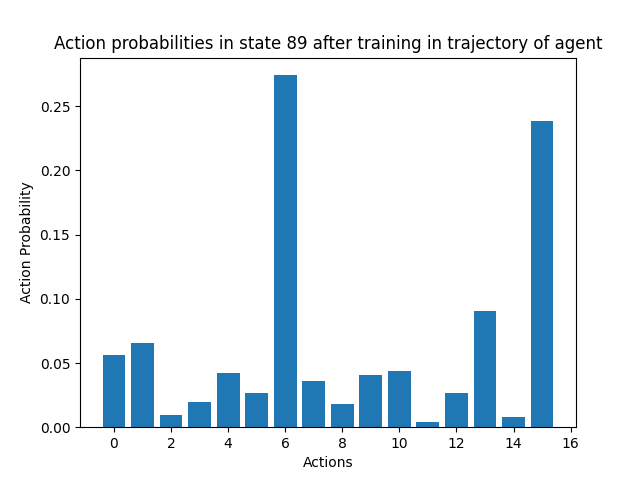 Action probabilities in state 89 after training in trajectory of agent
0.25
0.20
0.15
0.10
0.05
0.00
Action Probability
0 2 4 6 8 10 12 14 16
Actions